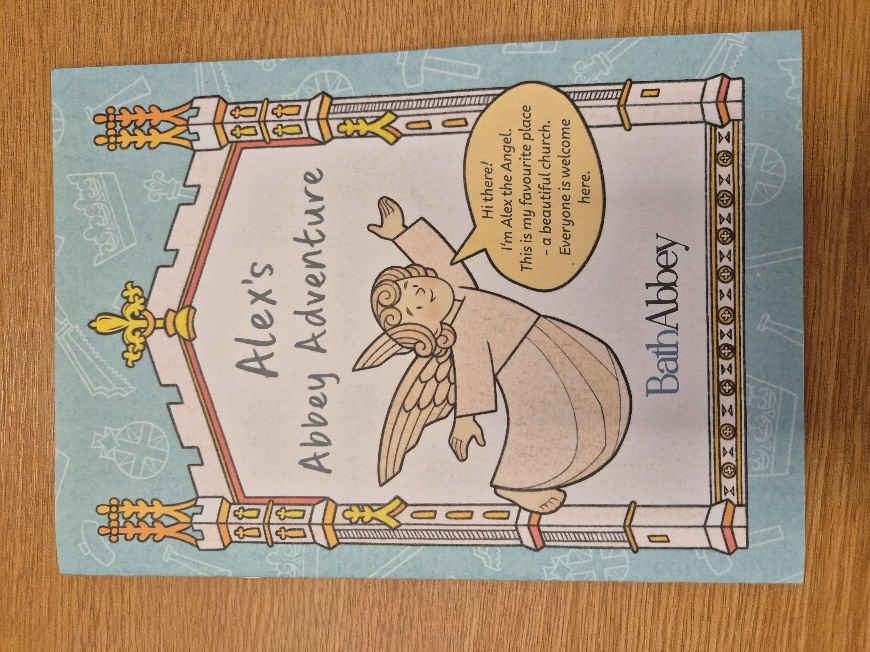 Alex's
Abbey Adventure
Hi there!
I'm Alex the Angel.
This is my favourite place
- a beautiful church.
Everyone is welcome
here.
BathAbbey